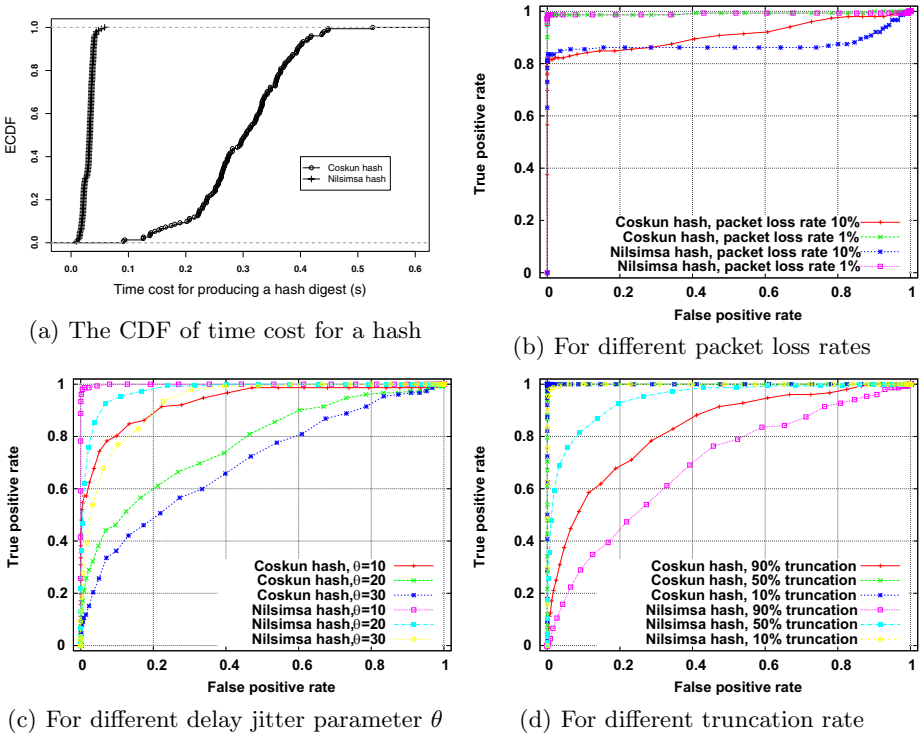 ECDF
1.0
0.8
0.6
0.4
0.2
0.0
Coskun hash
Nilsimsa hash
0.0 0.1 0.2 0.3 0.4 0.5 0.6
Time cost for producing a hash digest (s)
(a) The CDF of time cost for a hash
True positive rate
1
0.8
0.6
0.4
0.2
0
Coskun hash, packet loss rate 10%
Coskun hash, packet loss rate 1%
Nilsimsa hash, packet loss rate 10%
Nilsimsa hash, packet loss rate 1%
0 0.2 0.4 0.6 0.8 1
False positive rate
(b) For different packet loss rates
True positive rate
1
0.8
0.6
0.4
0.2
0
Coskun hash,θ=10
Coskun hash,θ=20
Coskun hash,θ=30
Nilsimsa hash,θ=10
Nilsimsa hash,θ=20
Nilsimsa hash,θ=30
0 0.2 0.4 0.6 0.8 1
False positive rate
(c) For different delay jitter parameter θ
True positive rate
1
0.8
0.6
0.4
0.2
0
Coskun hash, 90% truncation
Coskun hash, 50% truncation
Coskun hash, 10% truncation
Nilsimsa hash, 90% truncation
Nilsimsa hash, 50% truncation
Nilsimsa hash, 10% truncation
0 0.2 0.4 0.6 0.8 1
False positive rate
(d) For different truncation rate